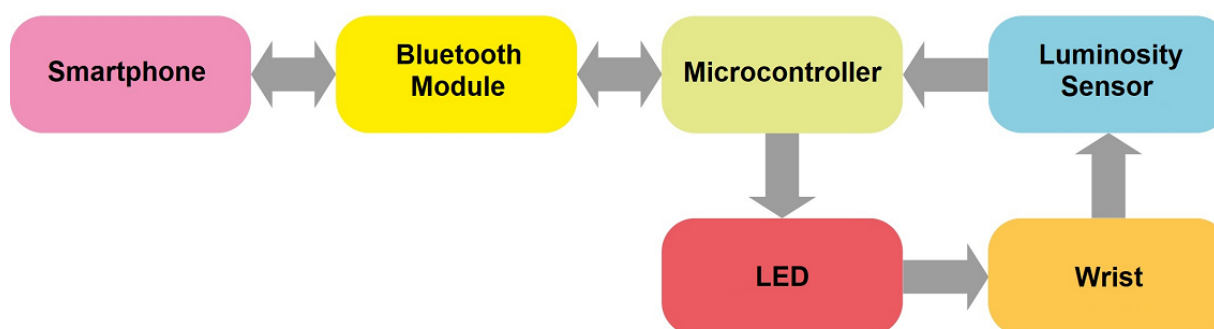 Smartphone
Bluetooth
Module
Microcontroller
Luminosity
Sensor
LED
Wrist